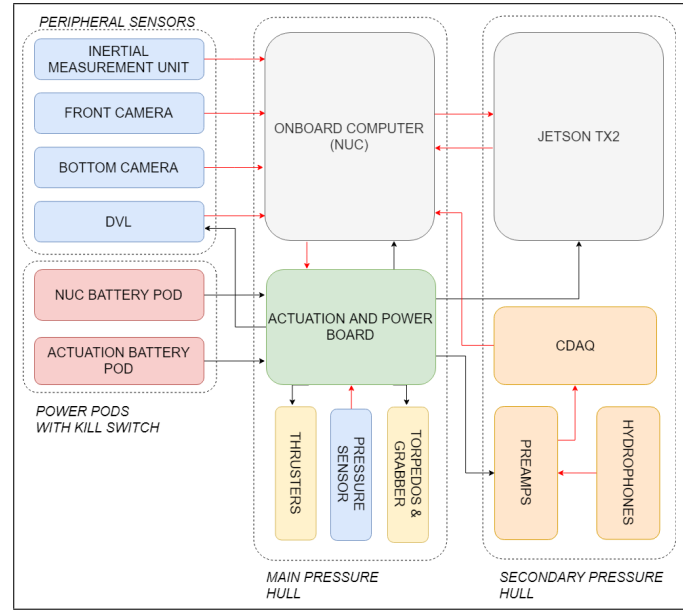 PERIPHERAL SENSORS
INERTIAL
MEASUREMENT UNIT
FRONT CAMERA
BOTTOM CAMERA
DVL
NUC BATTERY POD
ACTUATION BATTERY
POD
POWER PODS
WITH KILL SWITCH
ONBOARD COMPUTER
(NUC)
ACTUATION AND POWER
BOARD
THRUSTERS
PRESSURE
SENSOR
TORPEDOS &
GRABBER
MAIN PRESSURE
HULL
JETSON TX2
CDAQ
PREAMPS
HYDROPHONES
SECONDARY PRESSURE
HULL